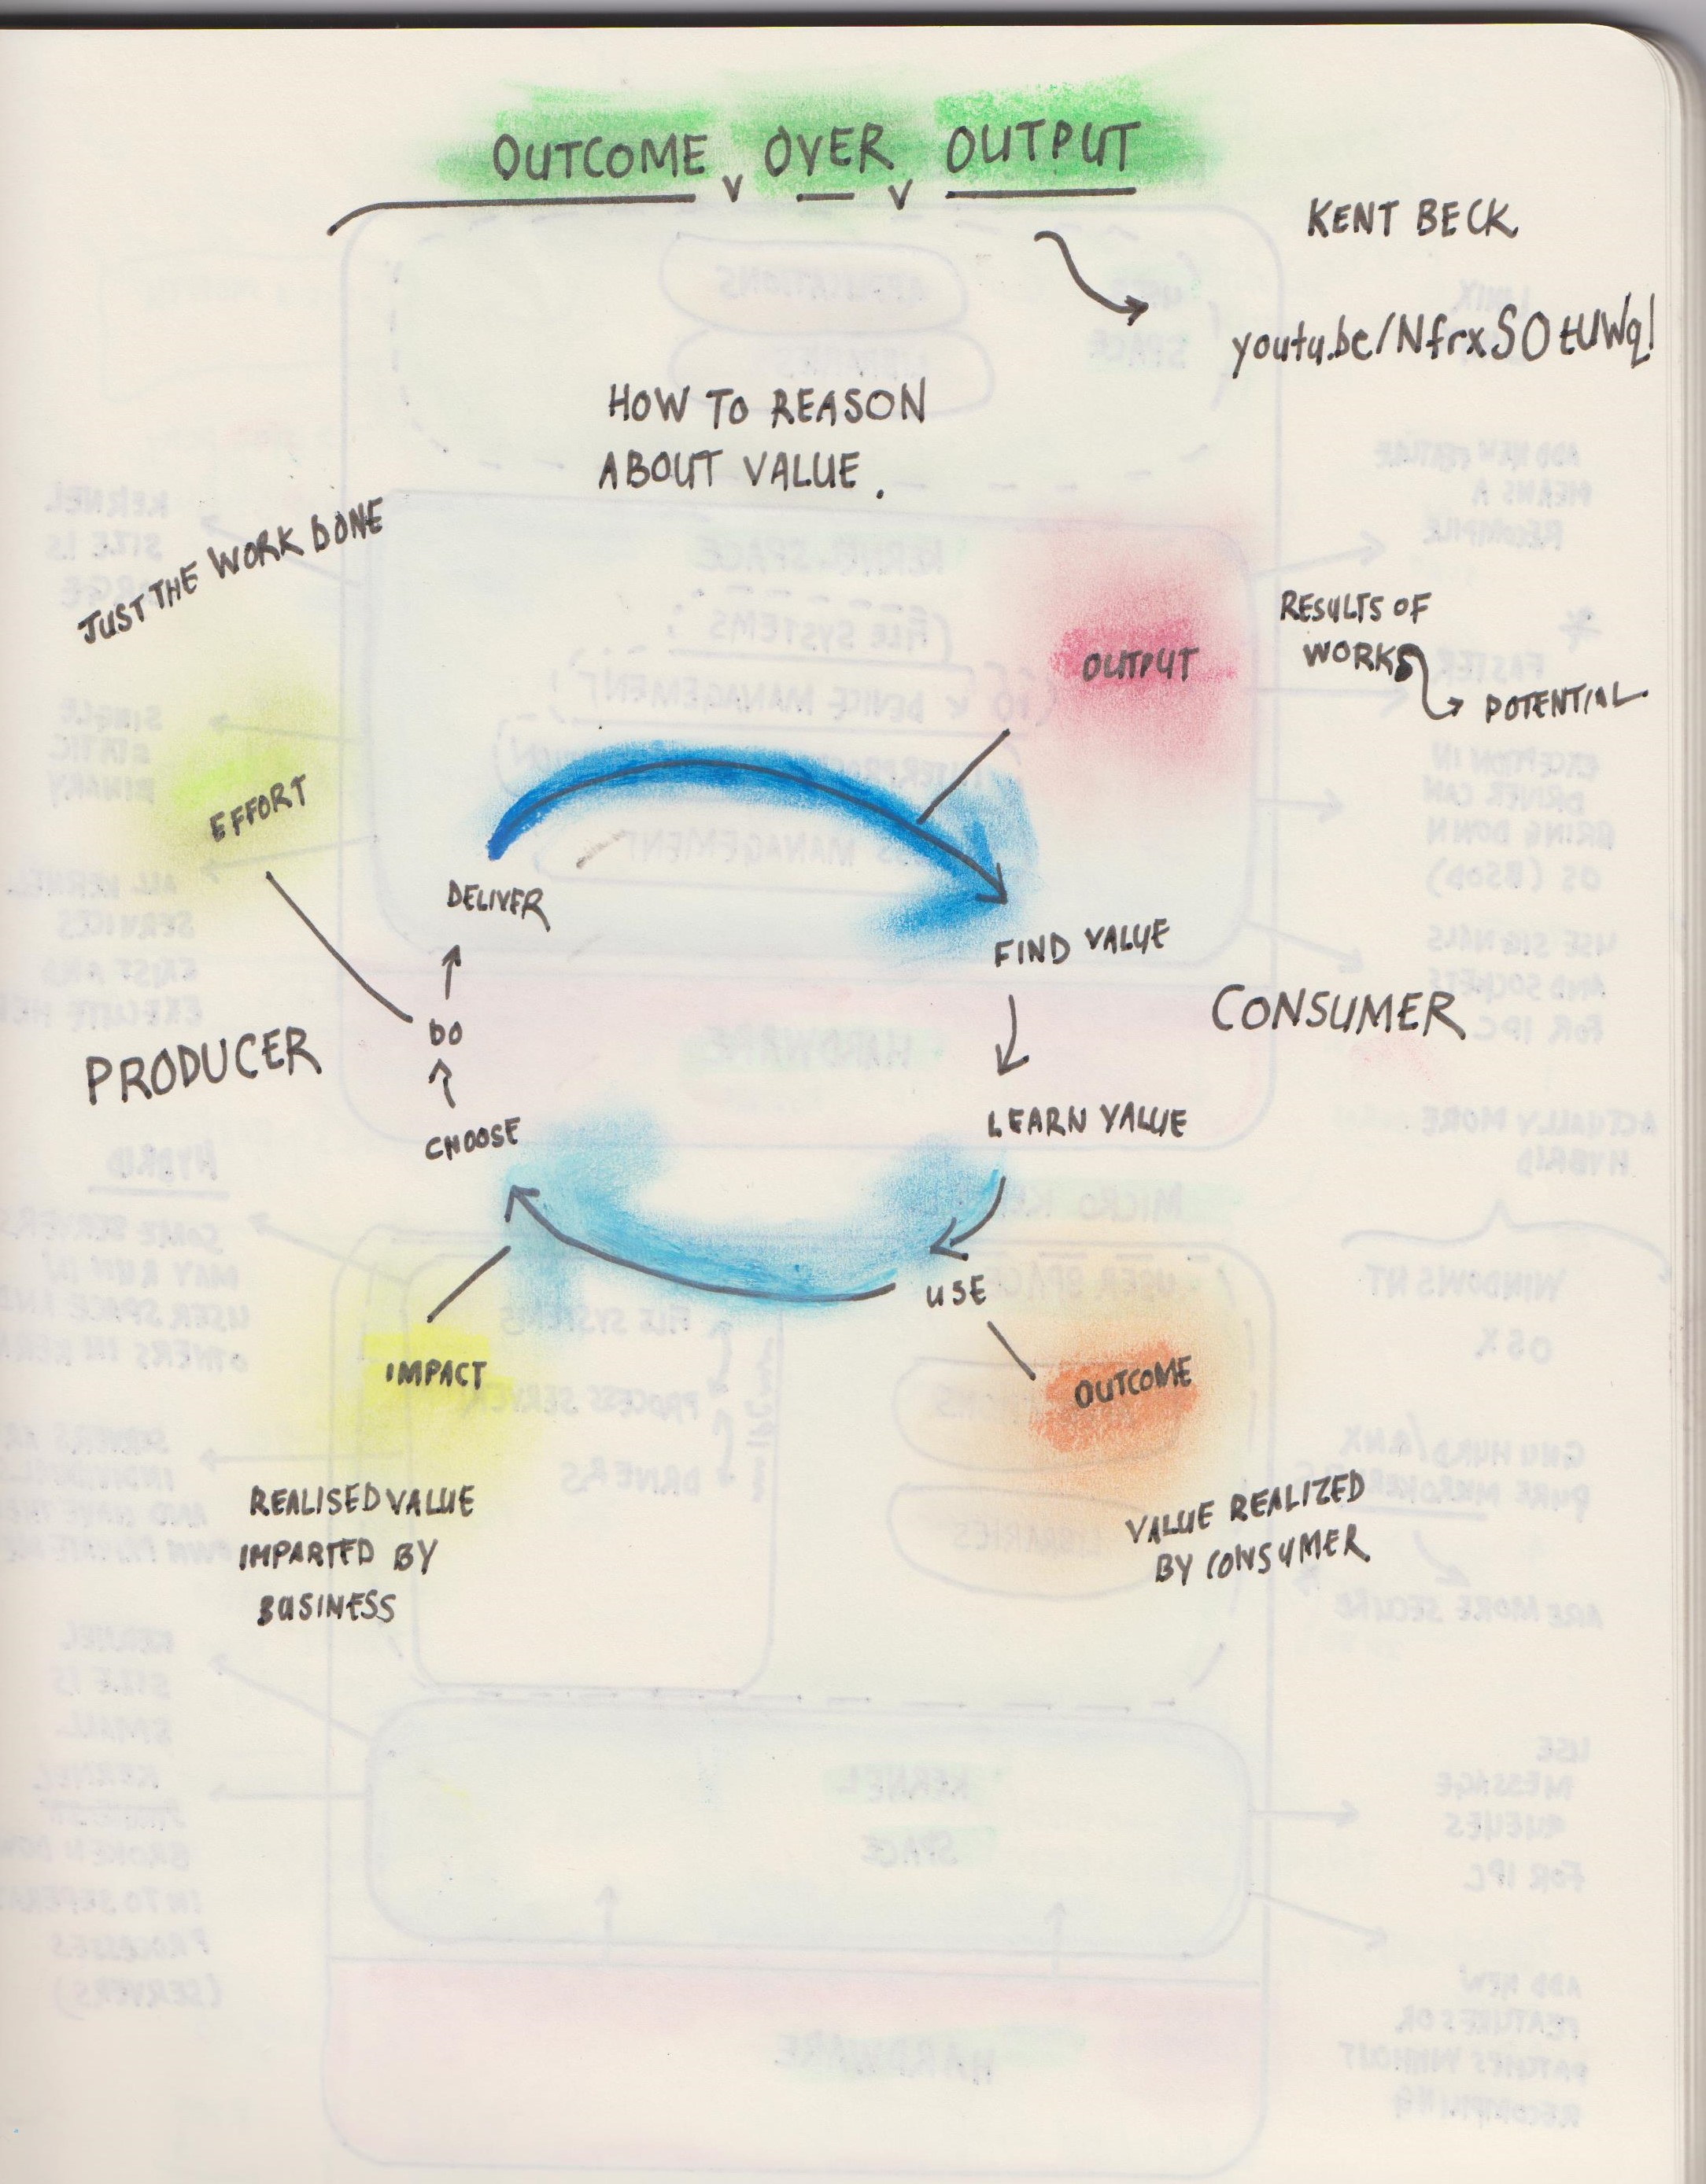 OUTCOME OVER OUTPUT
KENT BECK
youtu.be/NfrxSOtUWqI
HOW TO REASON
ABOUT VALUE.
JUST THE WORK DONE
OUTPUT
RESULTS OF
WORKS
POTENTIAL
EFFORT
DELIVER
FIND VALUE
DO
PRODUCER
CONSUMER
CHOOSE
LEARN VALUE
USE
IMPACT
OUTCOME
REALISED VALUE
IMPARTED BY
BUSINESS
VALUE REALIZED
BY CONSUMER